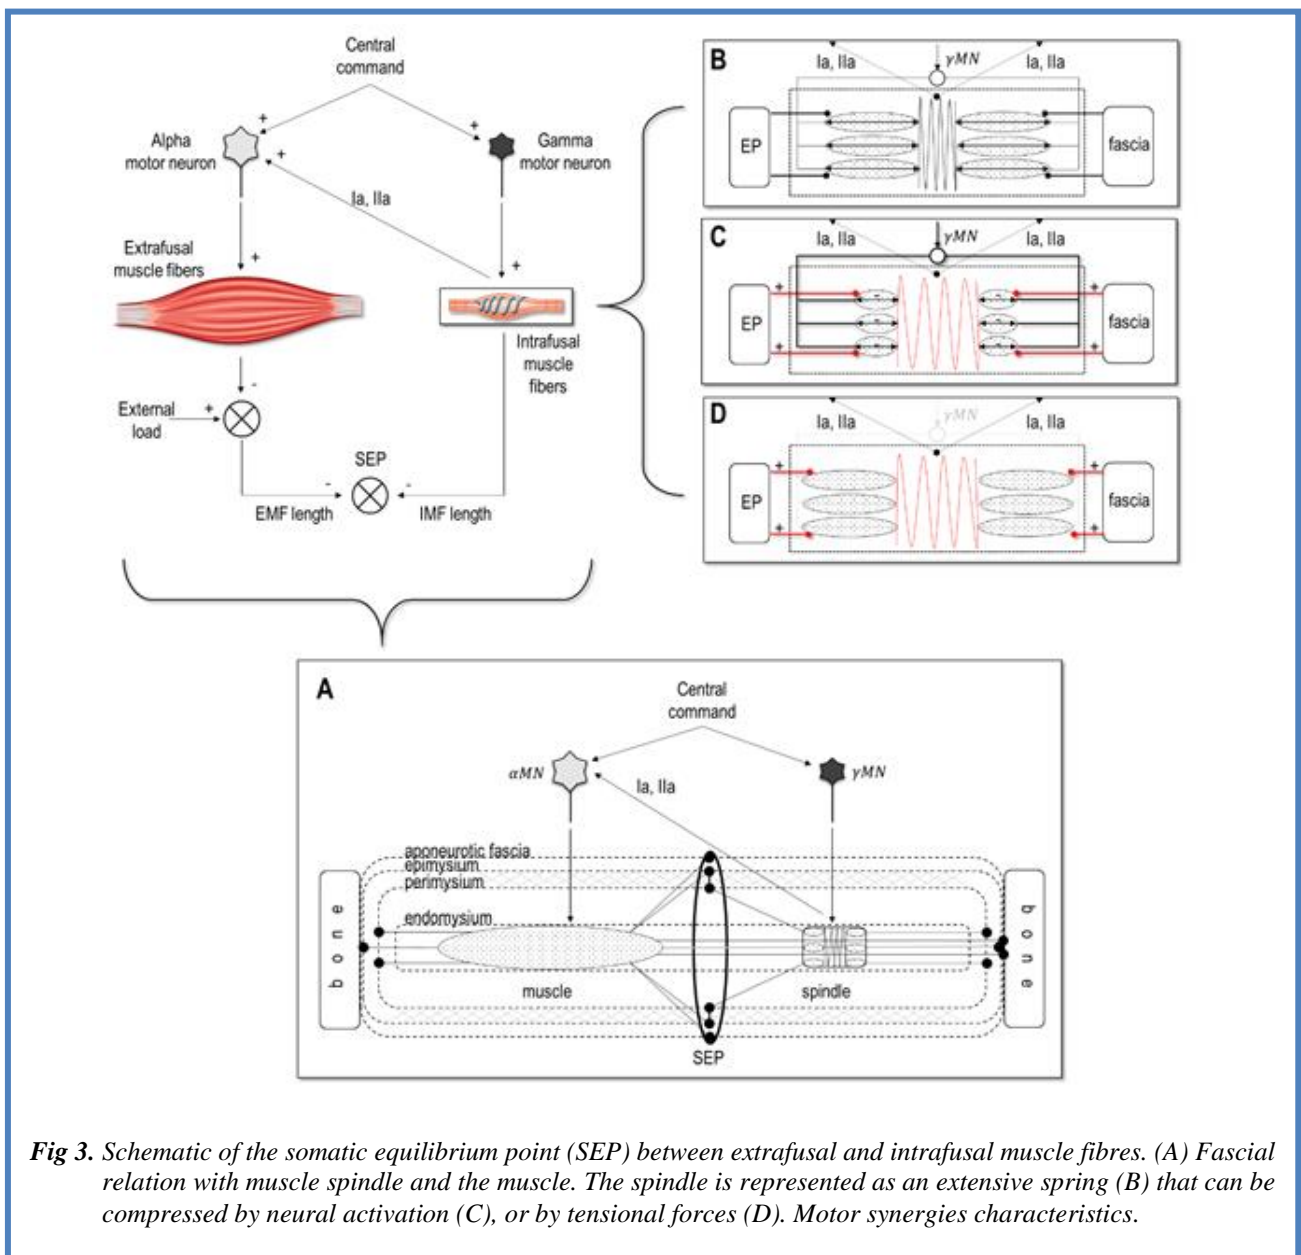 Central
command
+
+
Alpha
motor neuron
+
Gamma
motor neuron
Ia, IIa
Extrafusal
muscle fibers
+
+
Intrafusal
muscle
fibers
-
External
load
+
SEP
-
-
EMF length
IMF length
B
γMN
Ia, IIa
Ia, IIa
EP
fascia
C
γMN
Ia, IIa
Ia, IIa
+
+
EP
fascia
+
+
D
γMN
Ia, IIa
Ia, IIa
+
+
EP
fascia
+
+
A
Central
command
αMN
Ia, IIa
γMN
aponeurotic fascia
epimysium
perimysium
endomysium
bone
bone
muscle
spindle
SEP
Fig 3. Schematic of the somatic equilibrium point (SEP) between extrafusal and intrafusal muscle fibres. (A) Fascial
relation with muscle spindle and the muscle. The spindle is represented as an extensive spring (B) that can be
compressed by neural activation (C), or by tensional forces (D). Motor synergies characteristics.